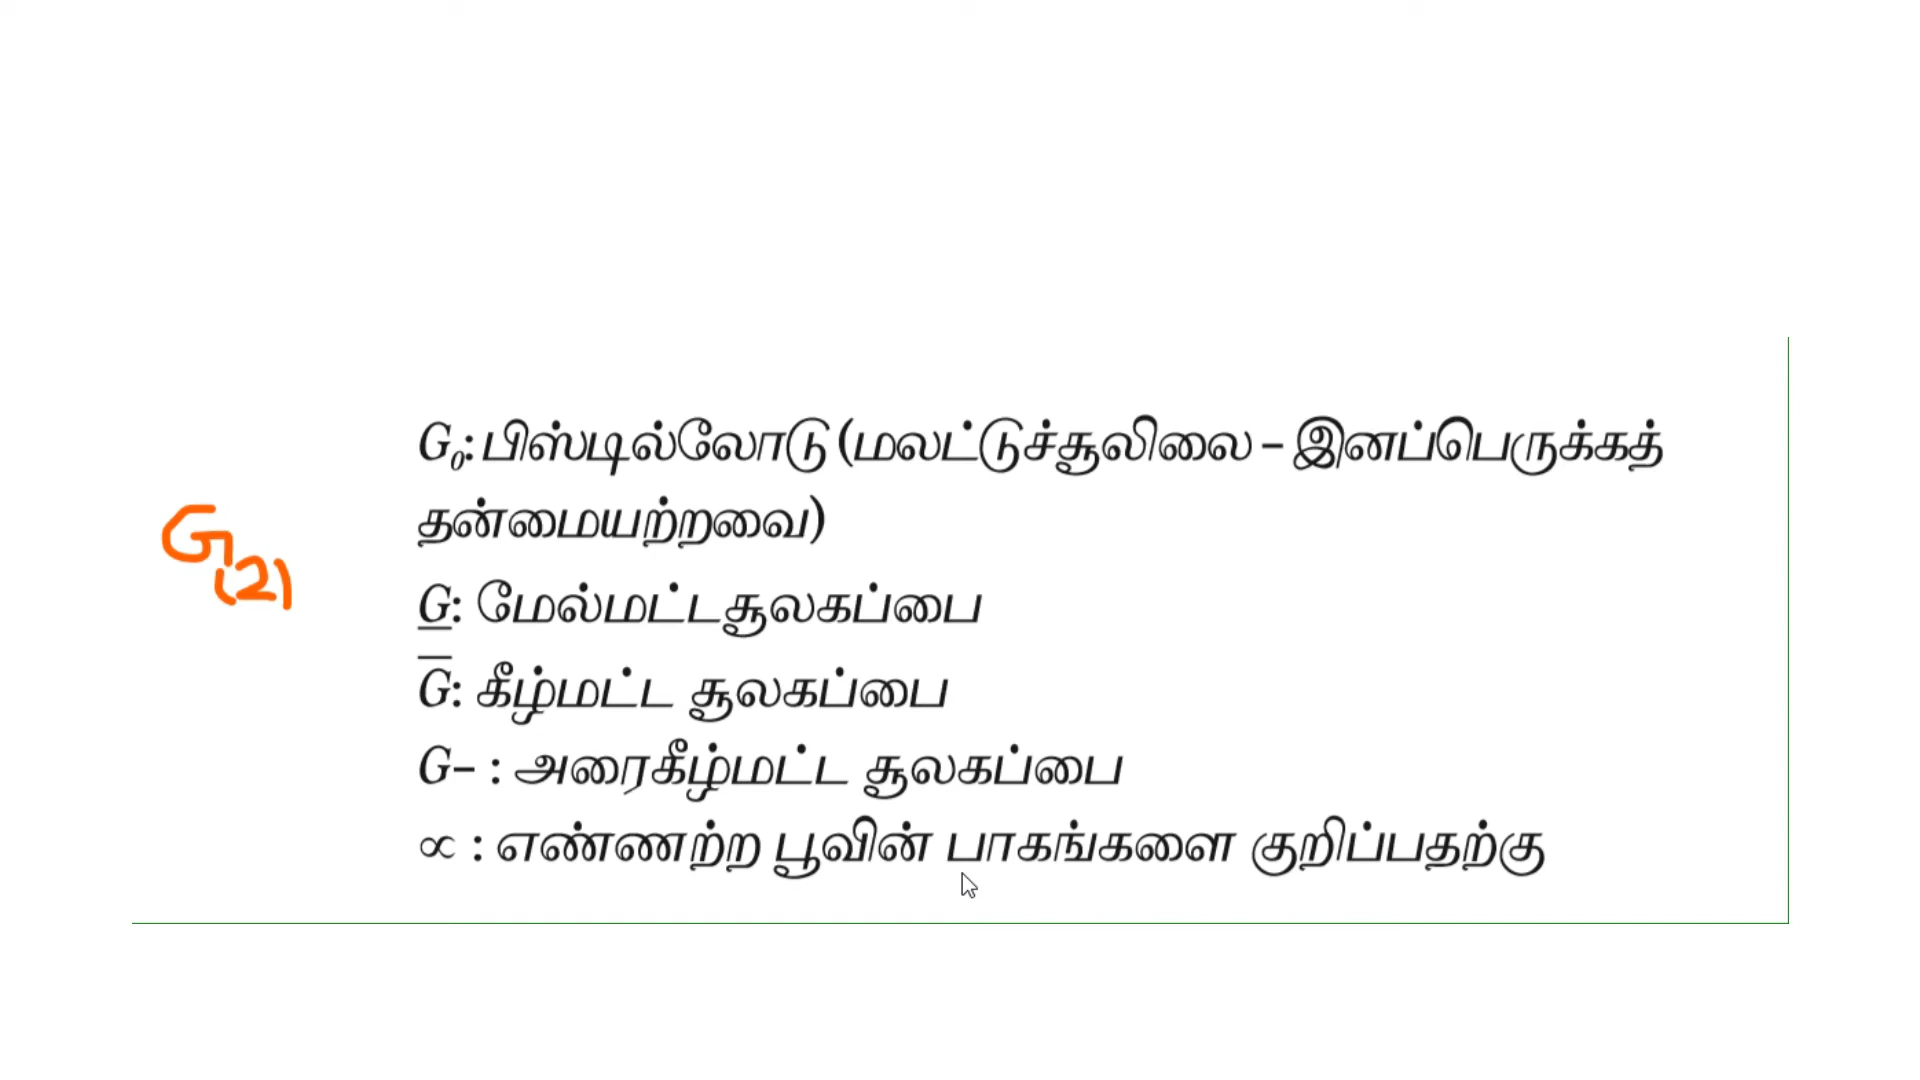 G₀: பிஸ்டில்லோடு (மலட்டுச்சூலிலை – இனப்பெருக்கத்
தன்மையற்றவை)
G(2)
G̲: மேல்மட்டசூலகப்பை
G̅: கீழ்மட்ட சூலகப்பை
G– : அரைகீழ்மட்ட சூலகப்பை
∝ : எண்ணற்ற பூவின் பாகங்களை குறிப்பதற்கு